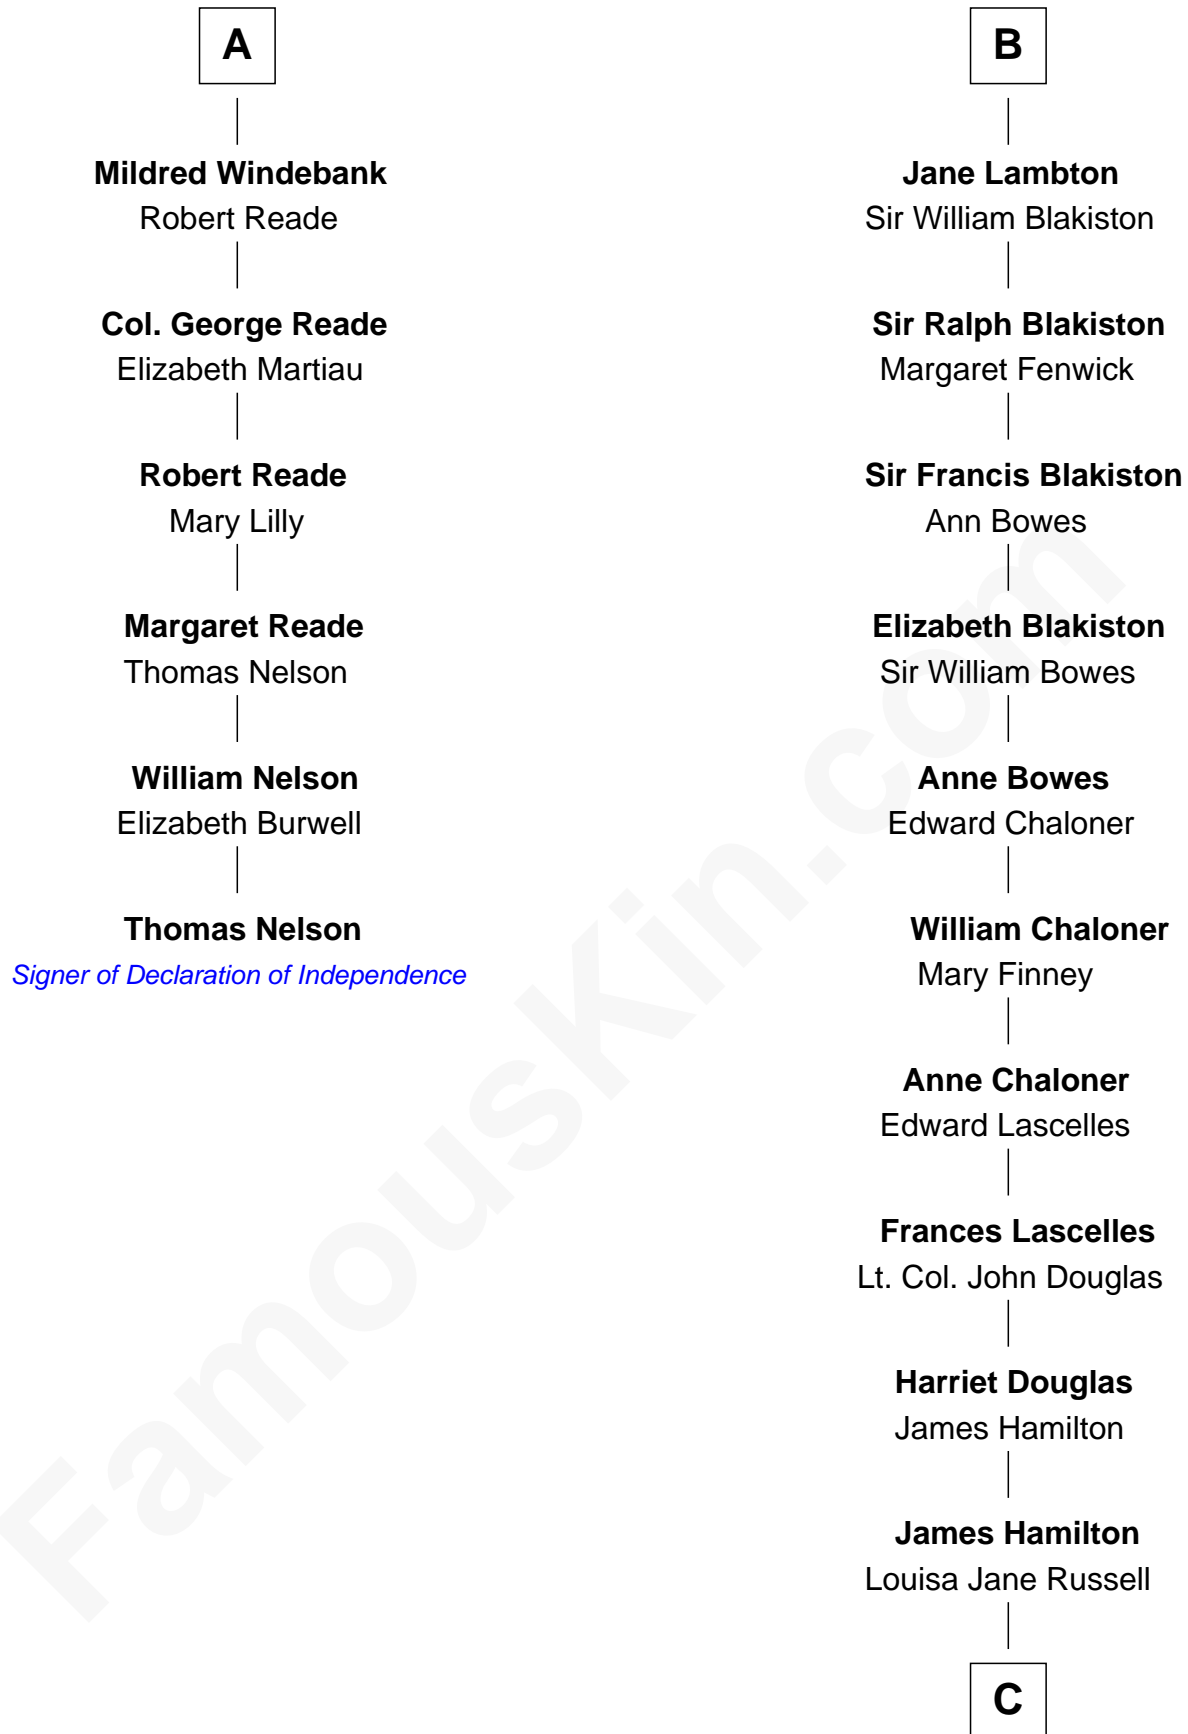 A
Mildred Windebank
Robert Reade
Col. George Reade
Elizabeth Martiau
Robert Reade
Mary Lilly
Margaret Reade
Thomas Nelson
William Nelson
Elizabeth Burwell
Thomas Nelson
Signer of Declaration of Independence
B
Jane Lambton
Sir William Blakiston
Sir Ralph Blakiston
Margaret Fenwick
Sir Francis Blakiston
Ann Bowes
Elizabeth Blakiston
Sir William Bowes
Anne Bowes
Edward Chaloner
William Chaloner
Mary Finney
Anne Chaloner
Edward Lascelles
Frances Lascelles
Lt. Col. John Douglas
Harriet Douglas
James Hamilton
James Hamilton
Louisa Jane Russell
C
FamousKin.com